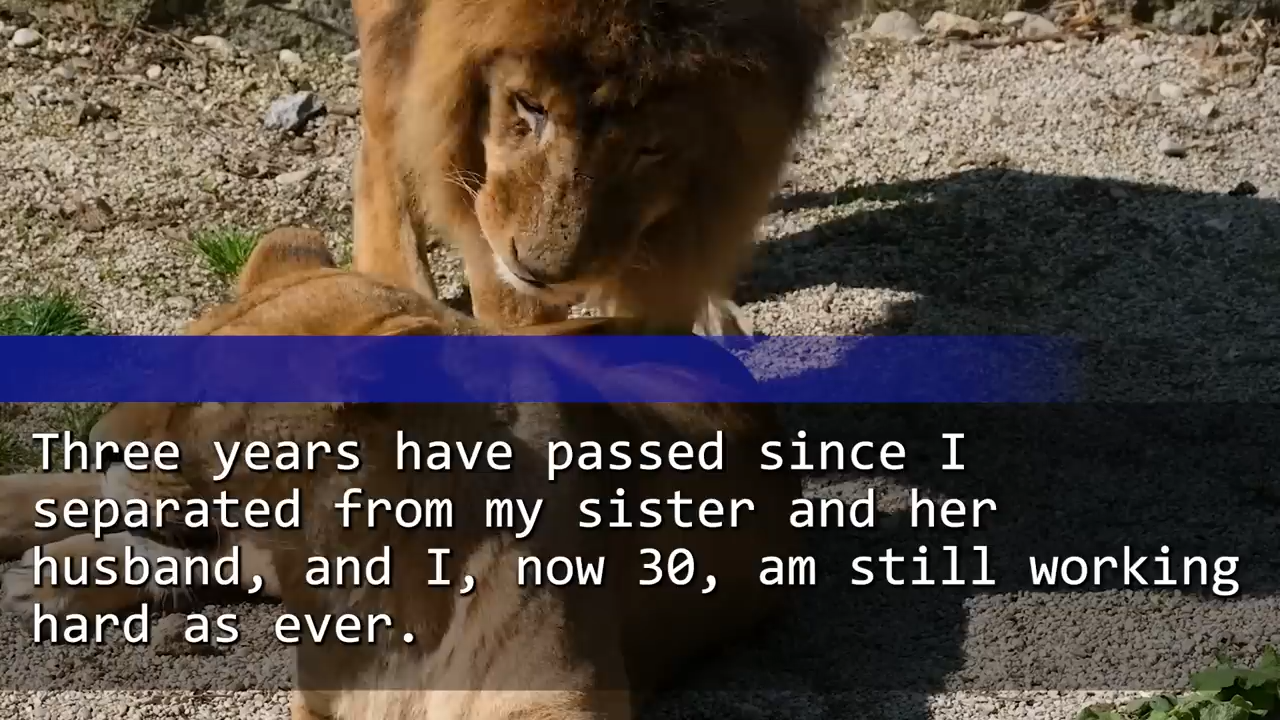 Three years have passed since I
separated from my sister and her
husband, and I, now 30, am still working
hard as ever.